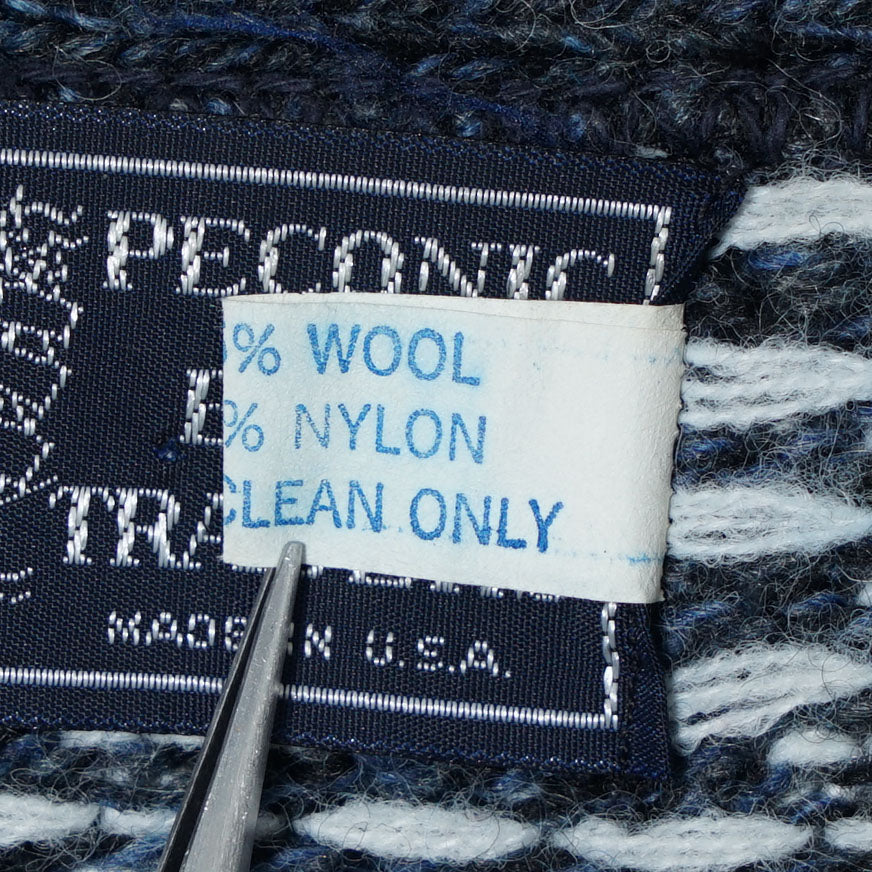 PECONIC
% WOOL
% NYLON
CLEAN ONLY
MADE IN U.S.A.